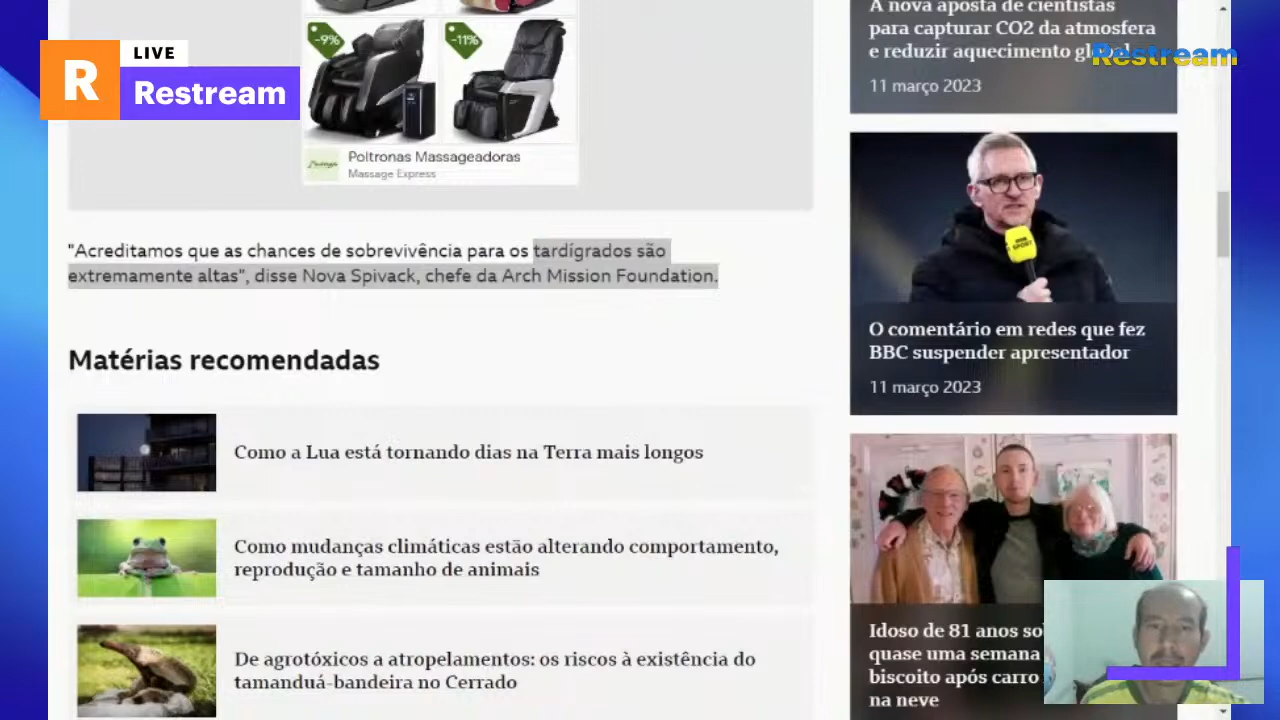 LIVE
R
Restream
-9%
-11%
Poltronas Massageadoras
Massage Express
"Acreditamos que as chances de sobrevivência para os tardígrados são
extremamente altas", disse Nova Spivack, chefe da Arch Mission Foundation.
Matérias recomendadas
Como a Lua está tornando dias na Terra mais longos
Como mudanças climáticas estão alterando comportamento,
reprodução e tamanho de animais
De agrotóxicos a atropelamentos: os riscos à existência do
tamanduá-bandeira no Cerrado
A nova aposta de cientistas
para capturar CO2 da atmosfera
e reduzir aquecimento
Restream
11 março 2023
SPORT
O comentário em redes que fez
BBC suspender apresentador
11 março 2023
Idoso de 81 anos
quase uma semana
biscoito após carro
na neve